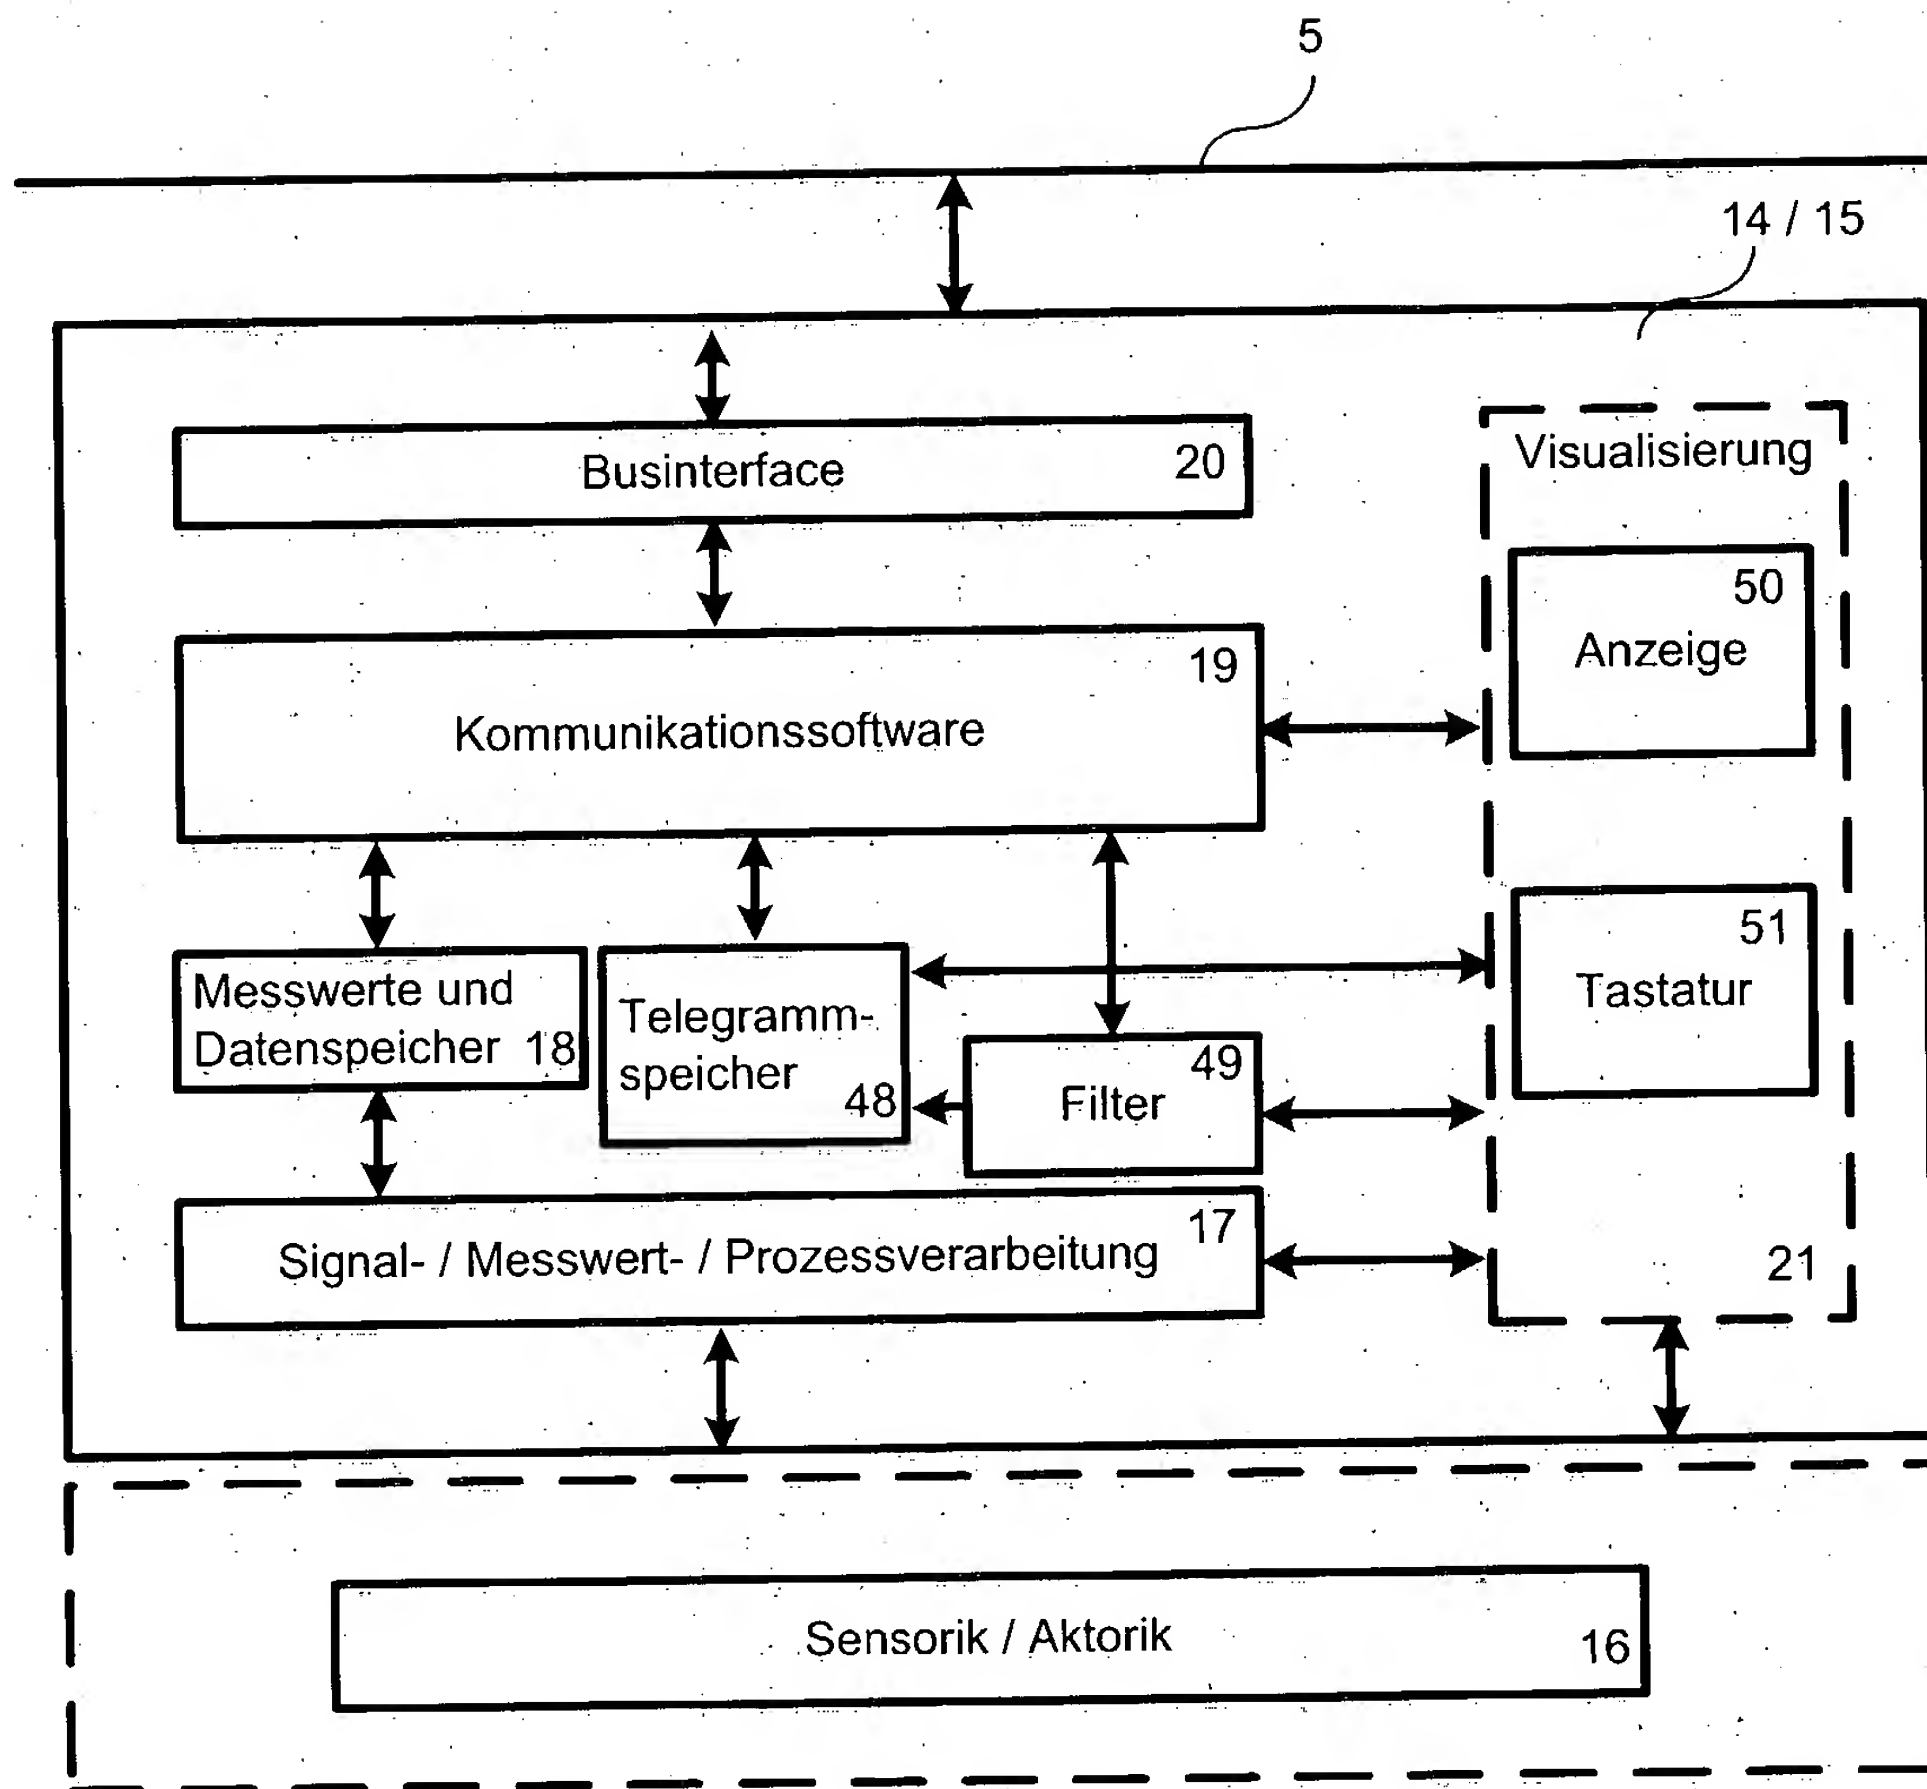 5
14 / 15
Businterface 20
Visualisierung
50
Anzeige
19
Kommunikationssoftware
51
Tastatur
Messwerte und
Datenspeicher 18
Telegramm-
speicher
48
49
Filter
17
Signal- / Messwert- / Prozessverarbeitung
21
Sensorik / Aktorik
16